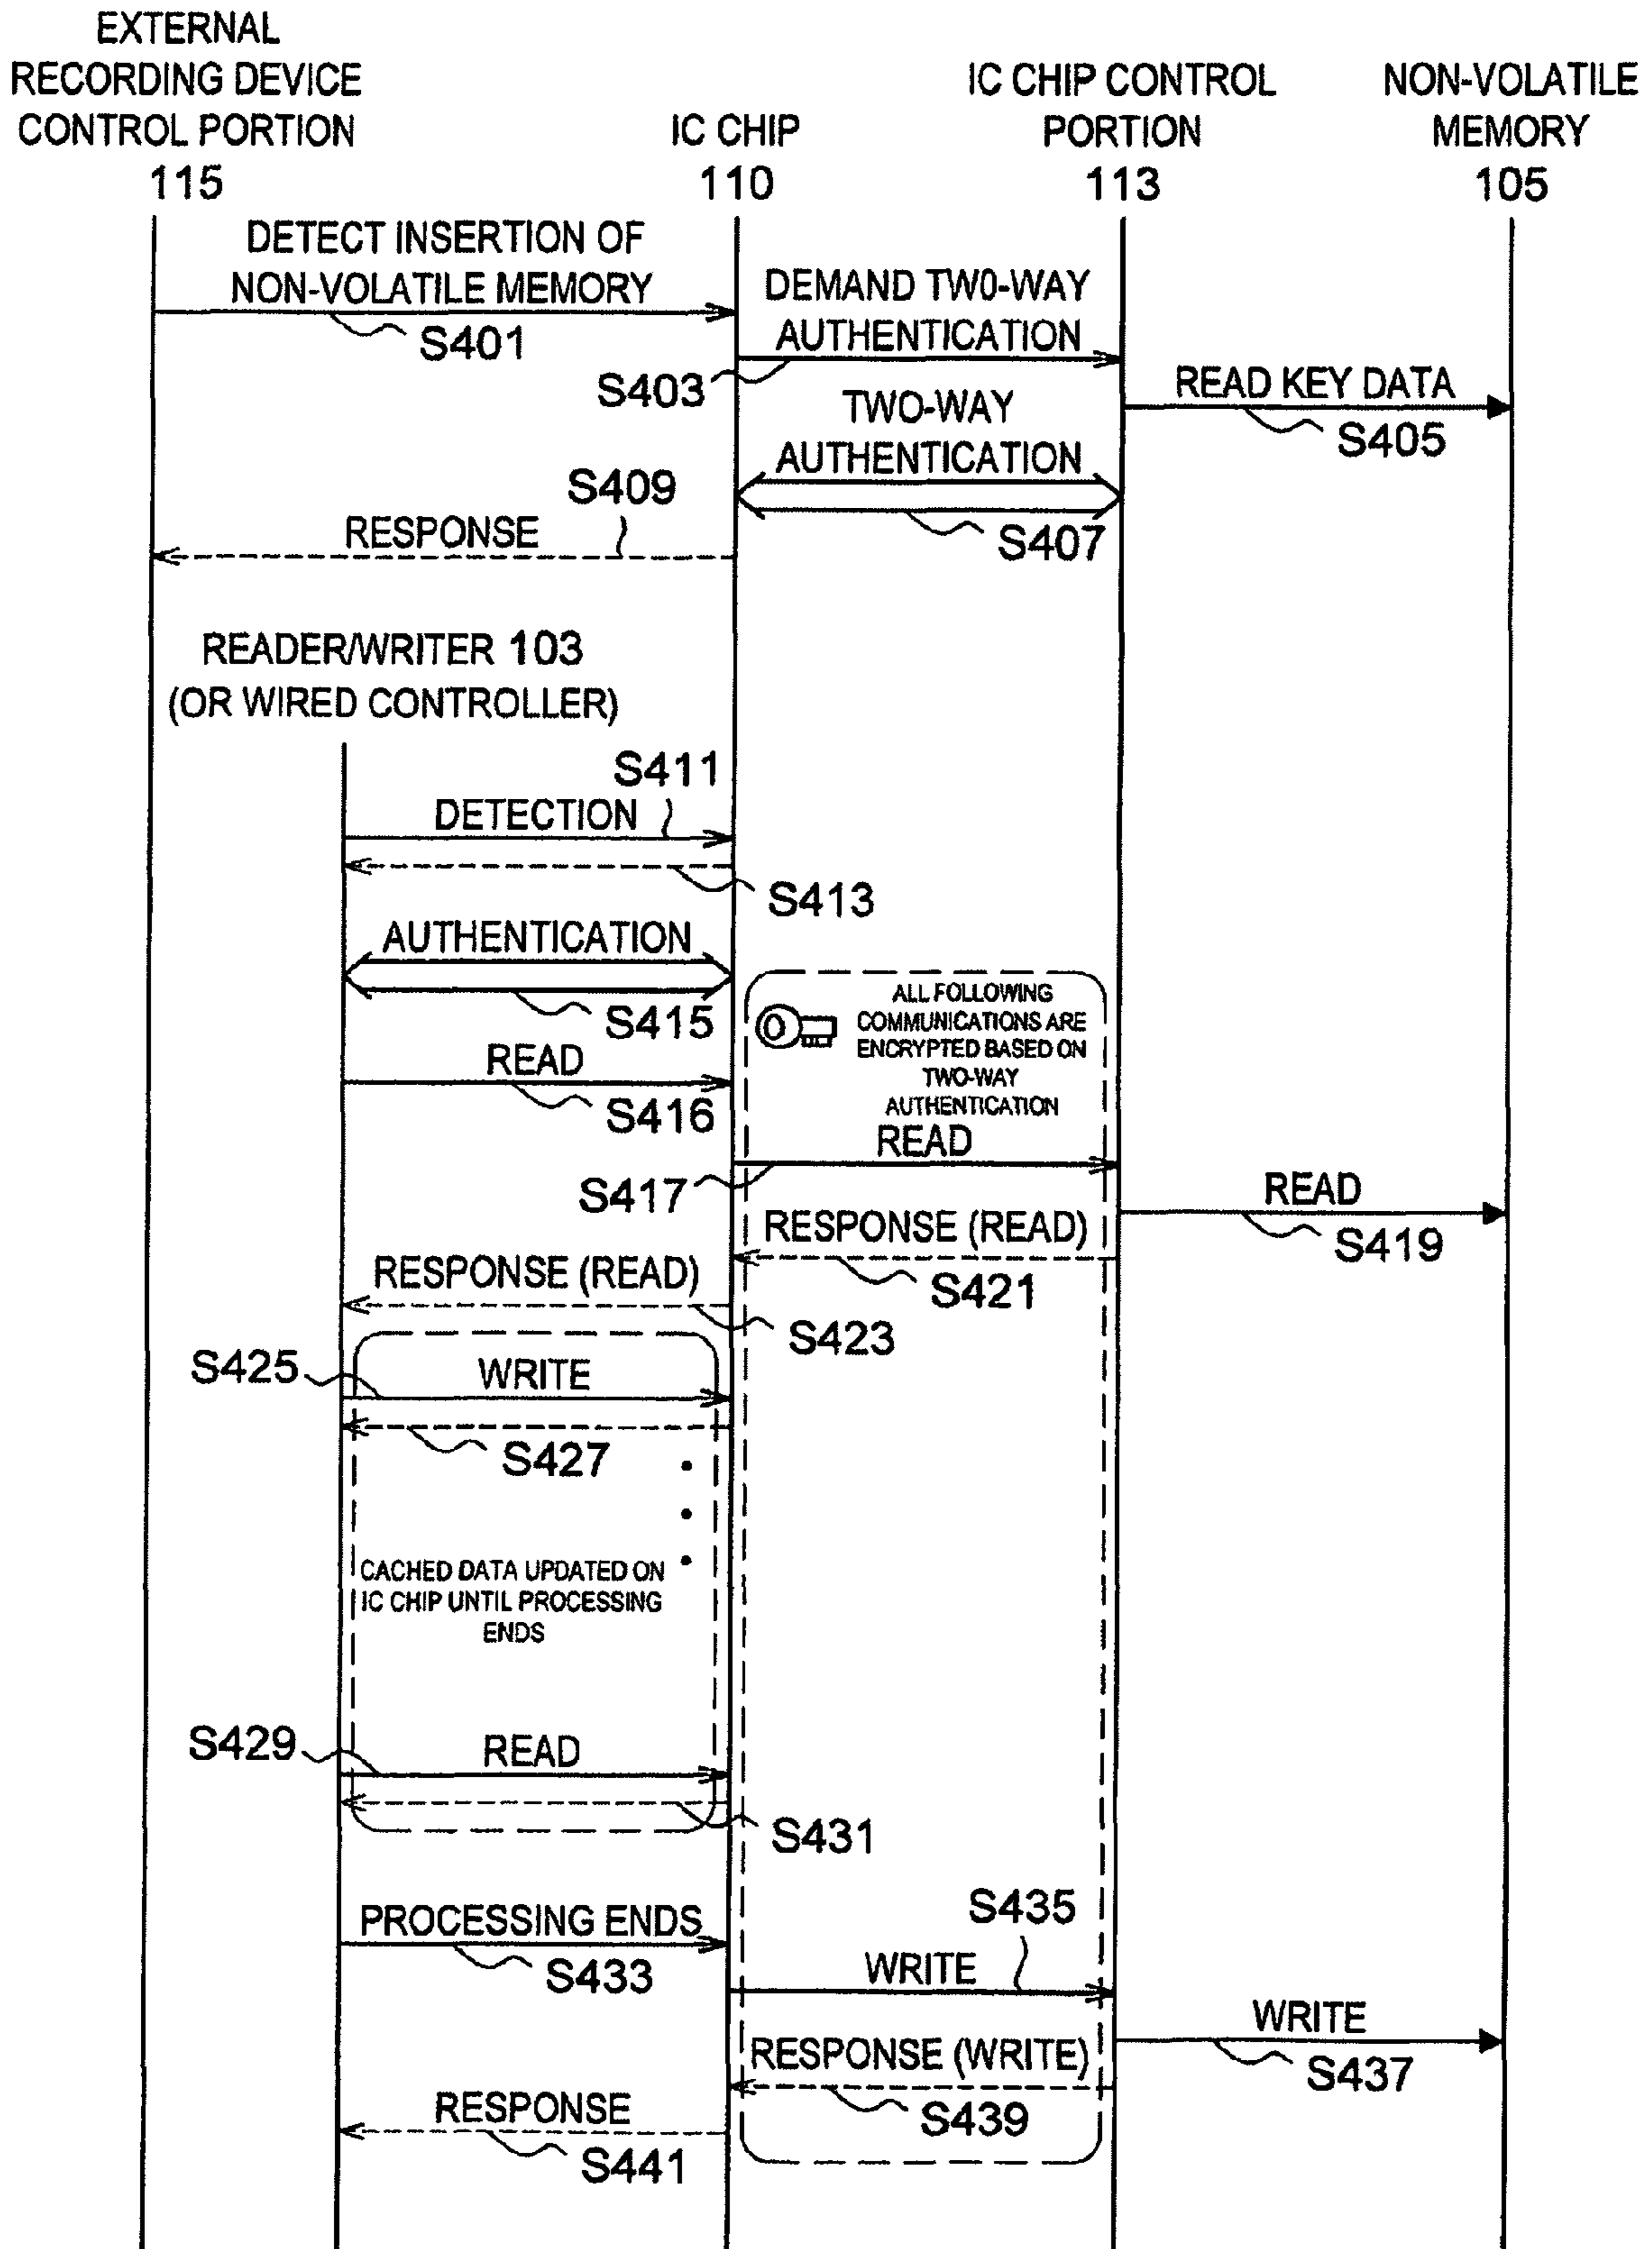 EXTERNAL
RECORDING DEVICE
CONTROL PORTION
115
IC CHIP
110
IC CHIP CONTROL
PORTION
113
NON-VOLATILE
MEMORY
105
DETECT INSERTION OF
NON-VOLATILE MEMORY
S401
DEMAND TWO-WAY
AUTHENTICATION
S403
READ KEY DATA
S405
TWO-WAY
AUTHENTICATION
S407
S409
RESPONSE
READER/WRITER 103
(OR WIRED CONTROLLER)
S411
DETECTION
S413
AUTHENTICATION
S415
ALL FOLLOWING
COMMUNICATIONS ARE
ENCRYPTED BASED ON
TWO-WAY
AUTHENTICATION
READ
S416
READ
S417
READ
S419
RESPONSE (READ)
S421
RESPONSE (READ)
S423
S425
WRITE
S427
CACHED DATA UPDATED ON
IC CHIP UNTIL PROCESSING
ENDS
S429
READ
S431
PROCESSING ENDS
S433
S435
WRITE
WRITE
S437
RESPONSE (WRITE)
S439
RESPONSE
S441